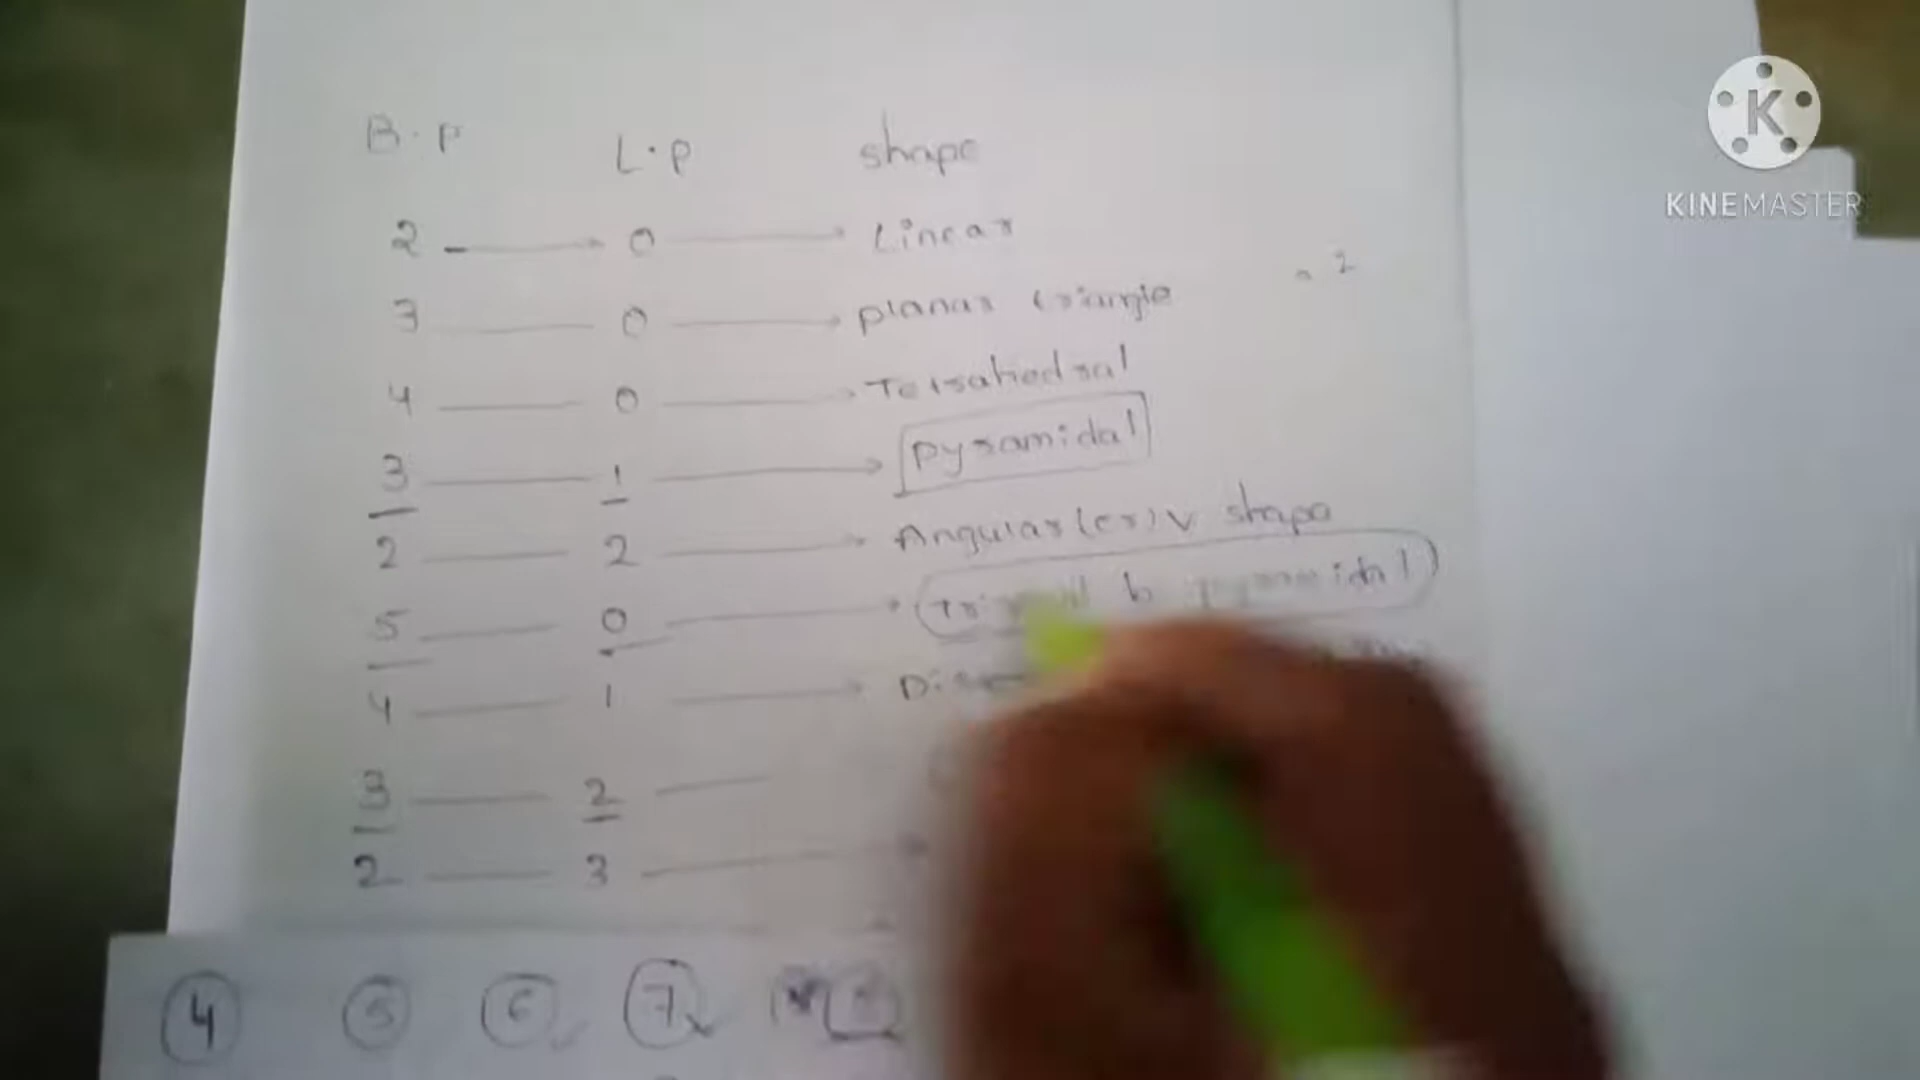 B.P L.P shape
2 0 Linear
3 0 planar triangle
4 0 Tetrahedral
3 1 pyramidal
2 2 Angular (or) V shape
5 0 b pyramidal
4 1
3 2
2 3
4 5 6 7
K
KINEMASTER